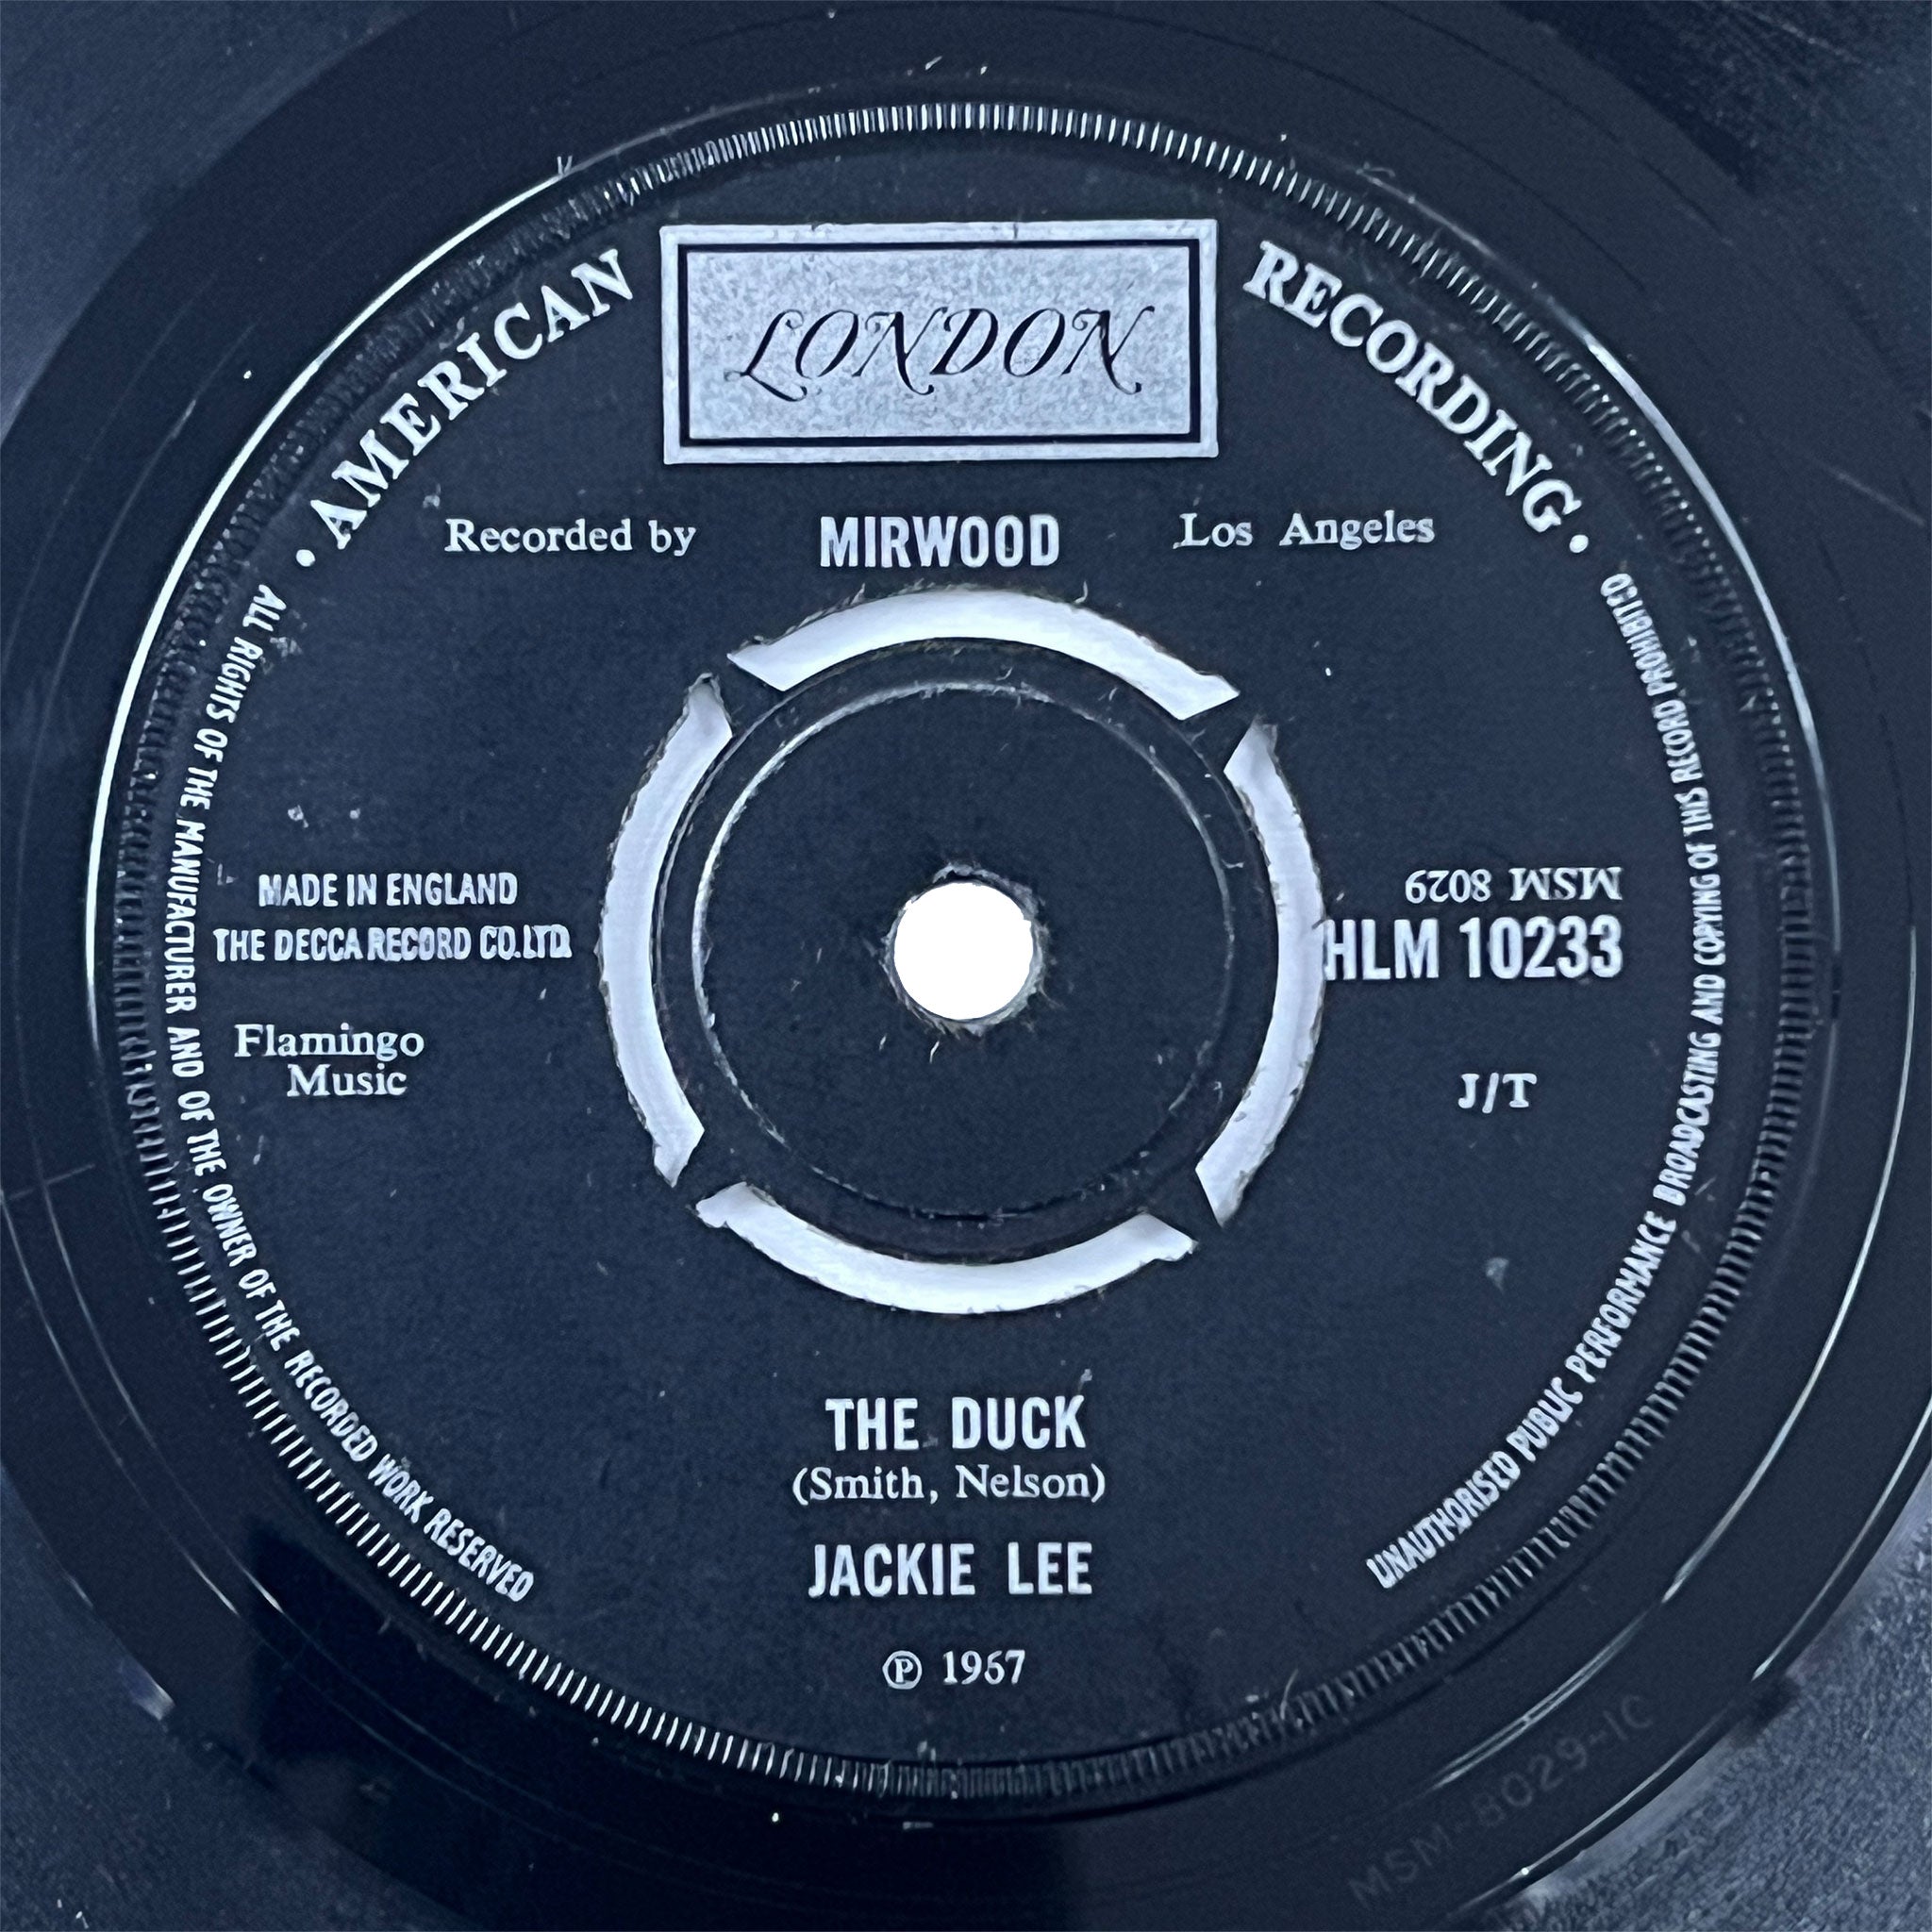 • AMERICAN
LONDON
RECORDING •
Recorded by MIRWOOD Los Angeles
MADE IN ENGLAND
THE DECCA RECORD CO.LTD.
Flamingo
Music
MSM 8029
HLM 10233
J/T
THE DUCK
(Smith, Nelson)
JACKIE LEE
℗ 1967
ALL RIGHTS OF THE MANUFACTURER AND OF THE OWNER OF THE RECORDED WORK RESERVED
UNAUTHORISED PUBLIC PERFORMANCE BROADCASTING AND COPYING OF THIS RECORD PROHIBITED
MSM-8029-1C